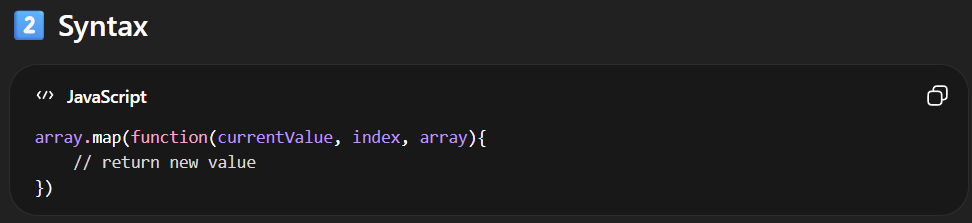 2 Syntax
</> JavaScript
array.map(function(currentValue, index, array){
    // return new value
})